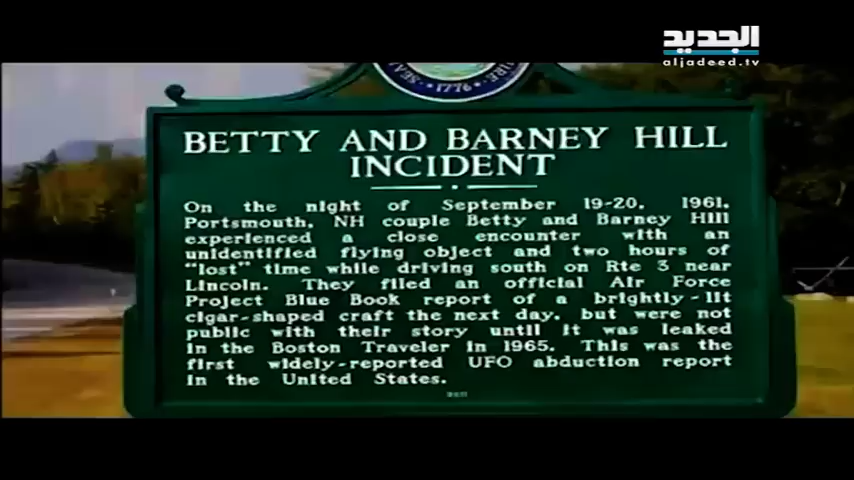 الجديد
aljadeed.tv
1776
BETTY AND BARNEY HILL
INCIDENT
On the night of September 19-20, 1961,
Portsmouth, NH couple Betty and Barney Hill
experienced a close encounter with an
unidentified flying object and two hours of
"lost" time while driving south on Rte 3 near
Lincoln. They filed an official Air Force
Project Blue Book report of a brightly-lit
cigar-shaped craft the next day, but were not
public with their story until it was leaked
in the Boston Traveler in 1965. This was the
first widely-reported UFO abduction report
in the United States.